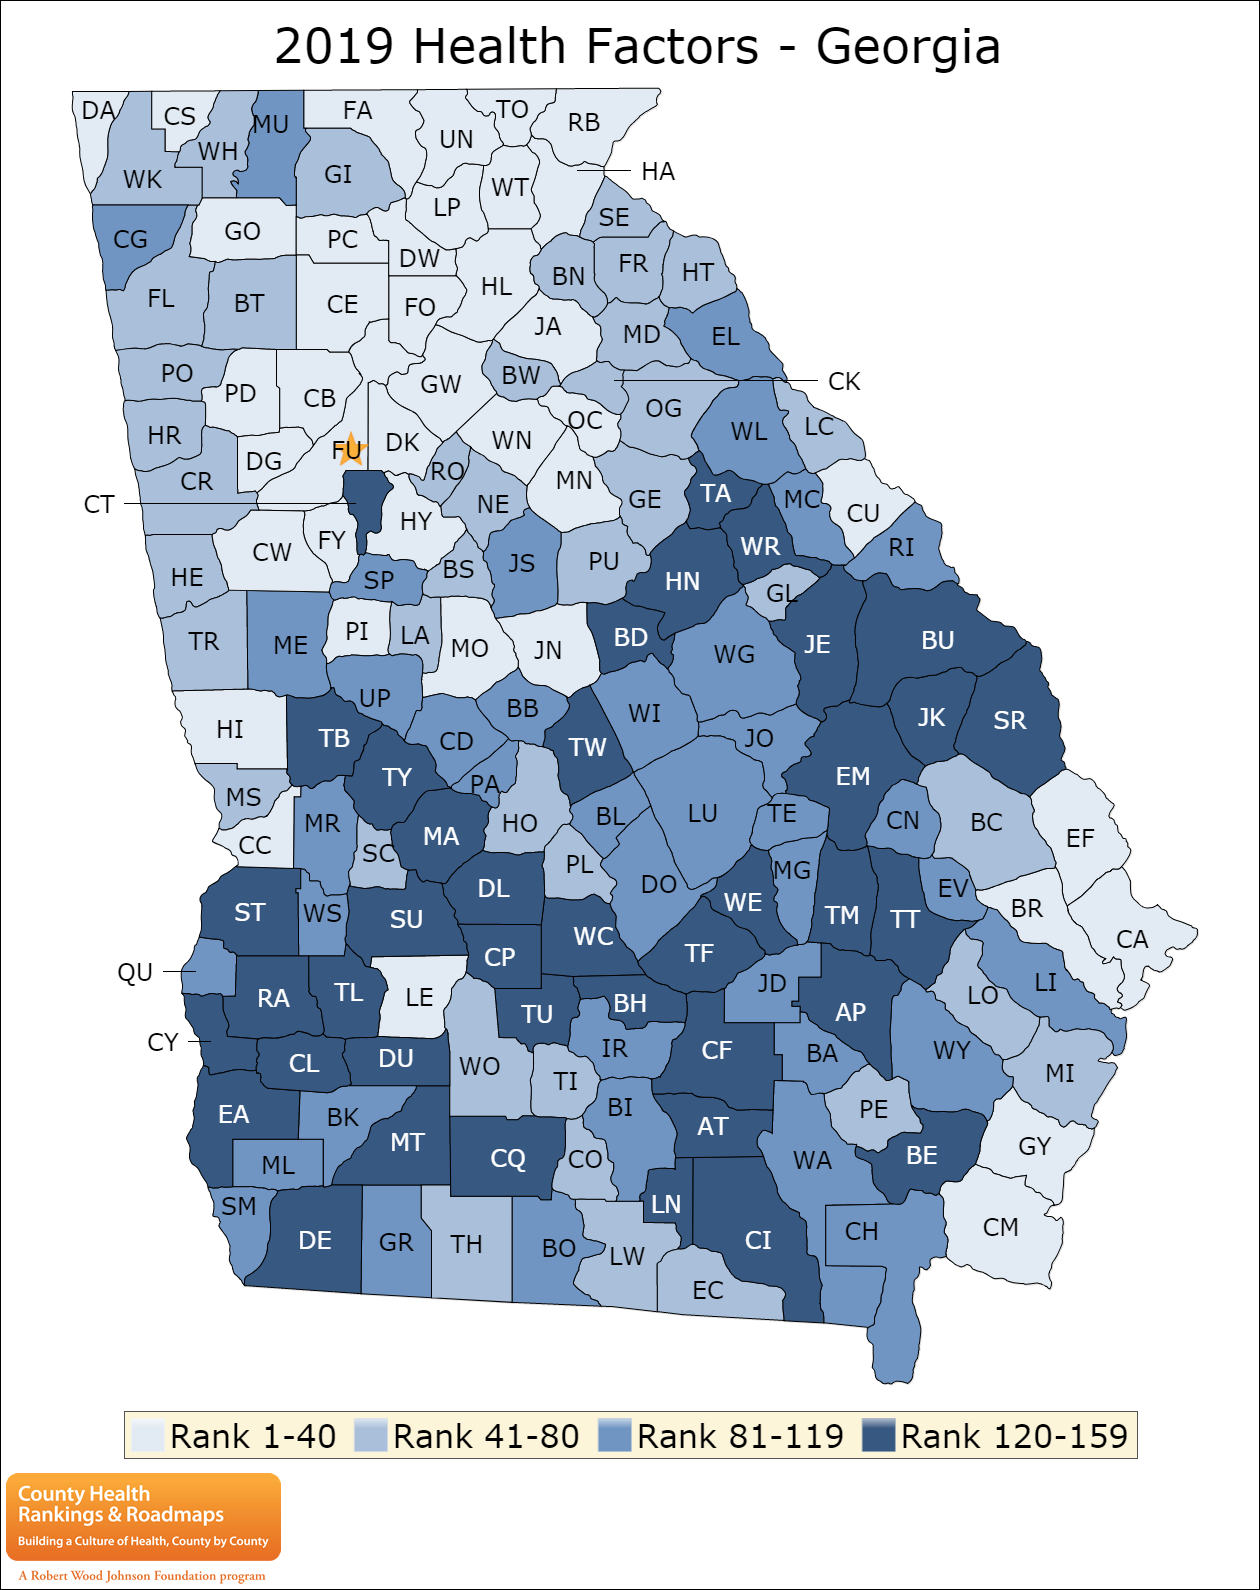 2019 Health Factors - Georgia
DA CS MU FA TO RB
WH UN
WK GI WT HA
LP SE
CG GO PC DW
FL BT CE FO HL BN FR HT
JA MD EL
PO PD CB GW BW CK
HR OC OG WL LC
DG FU DK WN
CR RO MN
CT HY NE GE TA MC CU
CW FY JS PU WR RI
HE SP BS HN GL
TR ME PI LA MO JN BD WG JE BU
HI UP BB WI JK SR
TB CD TW JO
TY PA EM
MS MR HO BL LU TE CN BC EF
CC SC MA PL MG
ST WS SU DL DO WE TM TT EV BR CA
QU CP WC TF
RA TL LE TU BH JD AP LO LI
CY CL DU WO TI IR CF BA WY MI
EA BK MT BI AT PE GY
ML CQ CO WA BE
SM LN
DE GR TH BO LW CI CH CM
EC
Rank 1-40 Rank 41-80 Rank 81-119 Rank 120-159
County Health
Rankings & Roadmaps
Building a Culture of Health, County by County
A Robert Wood Johnson Foundation program